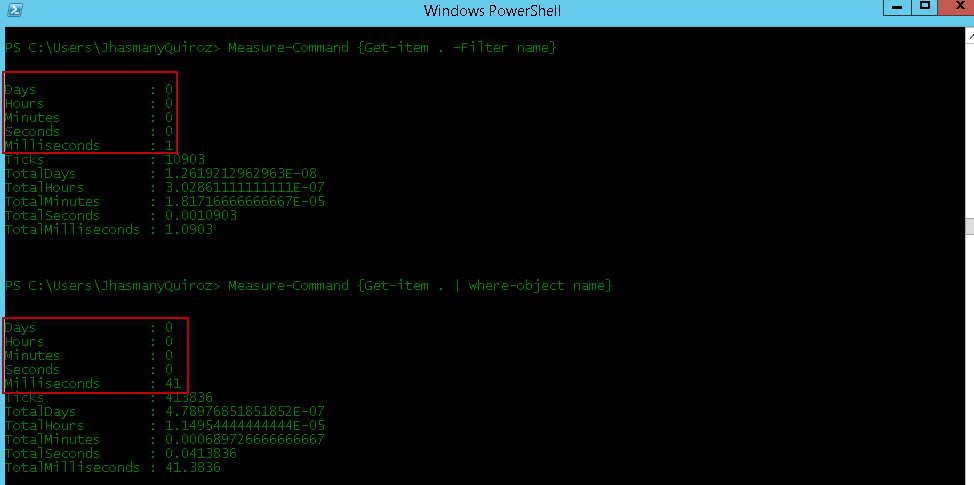 Windows PowerShell
PS C:\Users\JhasmanyQuiroz> Measure-Command {Get-item . -Filter name}
Days : 0
Hours : 0
Minutes : 0
Seconds : 0
Milliseconds : 1
Ticks : 10903
TotalDays : 1.2619212962963E-08
TotalHours : 3.02861111111111E-07
TotalMinutes : 1.81716666666667E-05
TotalSeconds : 0.0010903
TotalMilliseconds : 1.0903
PS C:\Users\JhasmanyQuiroz> Measure-Command {Get-item . | where-object name}
Days : 0
Hours : 0
Minutes : 0
Seconds : 0
Milliseconds : 41
Ticks : 413836
TotalDays : 4.78976851851852E-07
TotalHours : 1.14954444444444E-05
TotalMinutes : 0.000689726666666667
TotalSeconds : 0.0413836
TotalMilliseconds : 41.3836